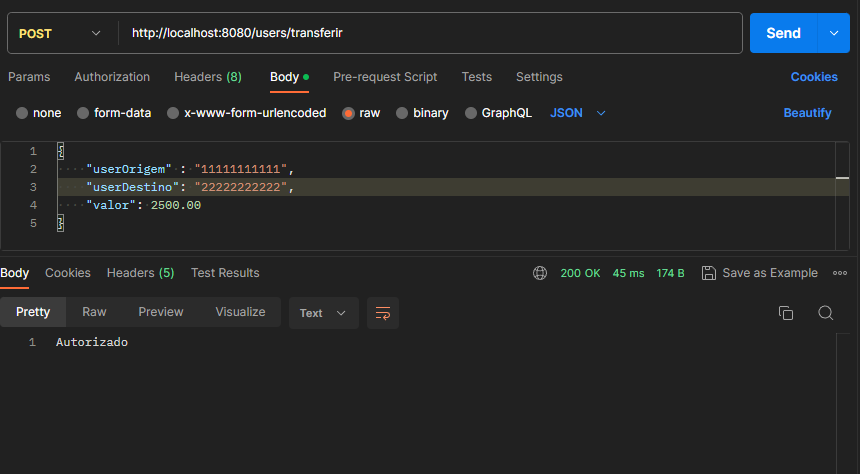 POST http://localhost:8080/users/transferir Send
Params Authorization Headers (8) Body Pre-request Script Tests Settings Cookies
none form-data x-www-form-urlencoded raw binary GraphQL JSON Beautify
1 {
2 "userOrigem" : "11111111111",
3 "userDestino": "22222222222",
4 "valor": 2500.00
5 }
Body Cookies Headers (5) Test Results 200 OK 45 ms 174 B Save as Example
Pretty Raw Preview Visualize Text
1 Autorizado